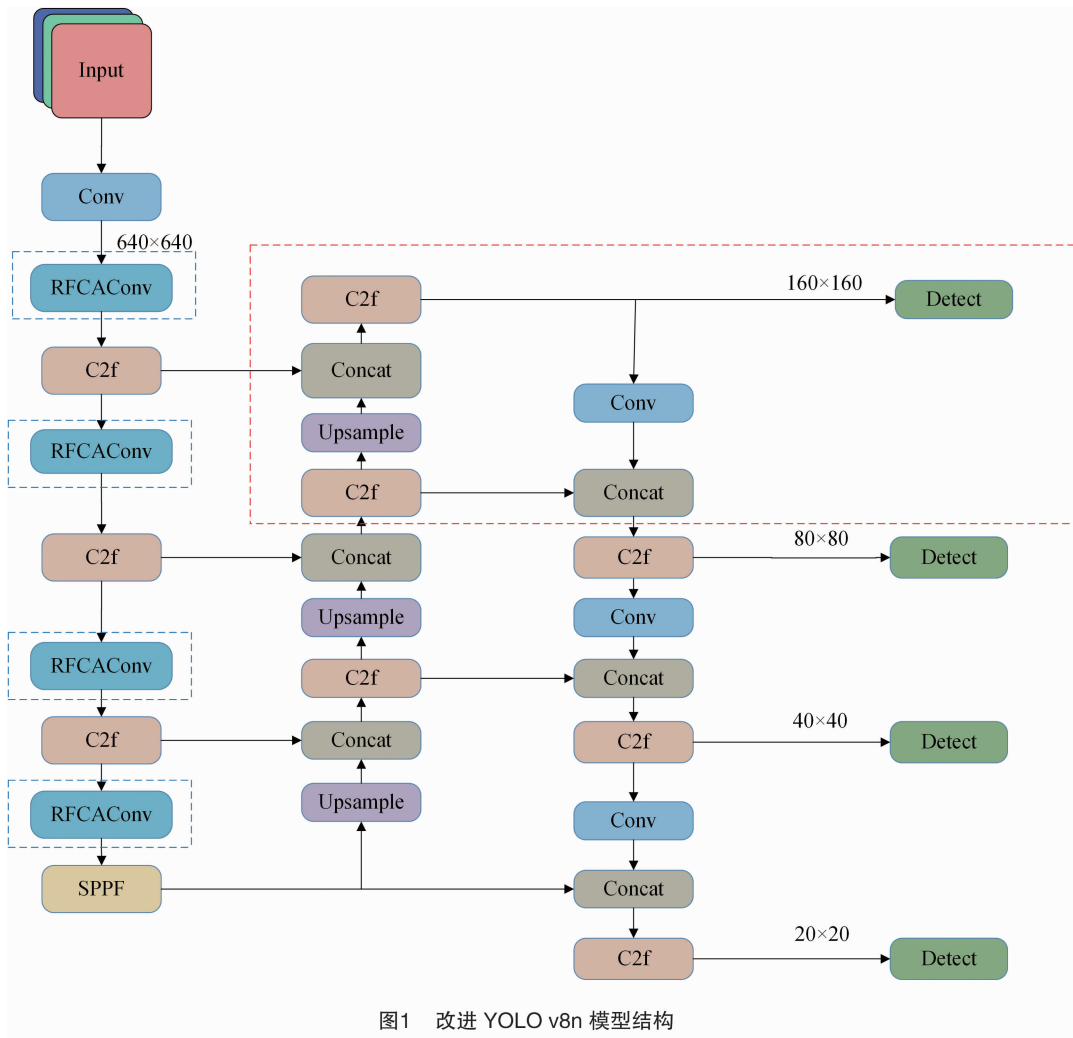 Input
Conv
640×640
RFCAConv
C2f
RFCAConv
C2f
RFCAConv
C2f
RFCAConv
SPPF
C2f
Concat
Upsample
C2f
Concat
Upsample
C2f
Concat
Upsample
160×160
Detect
Conv
Concat
C2f
80×80
Detect
Conv
Concat
C2f
40×40
Detect
Conv
Concat
C2f
20×20
Detect
图1 改进 YOLO v8n 模型结构